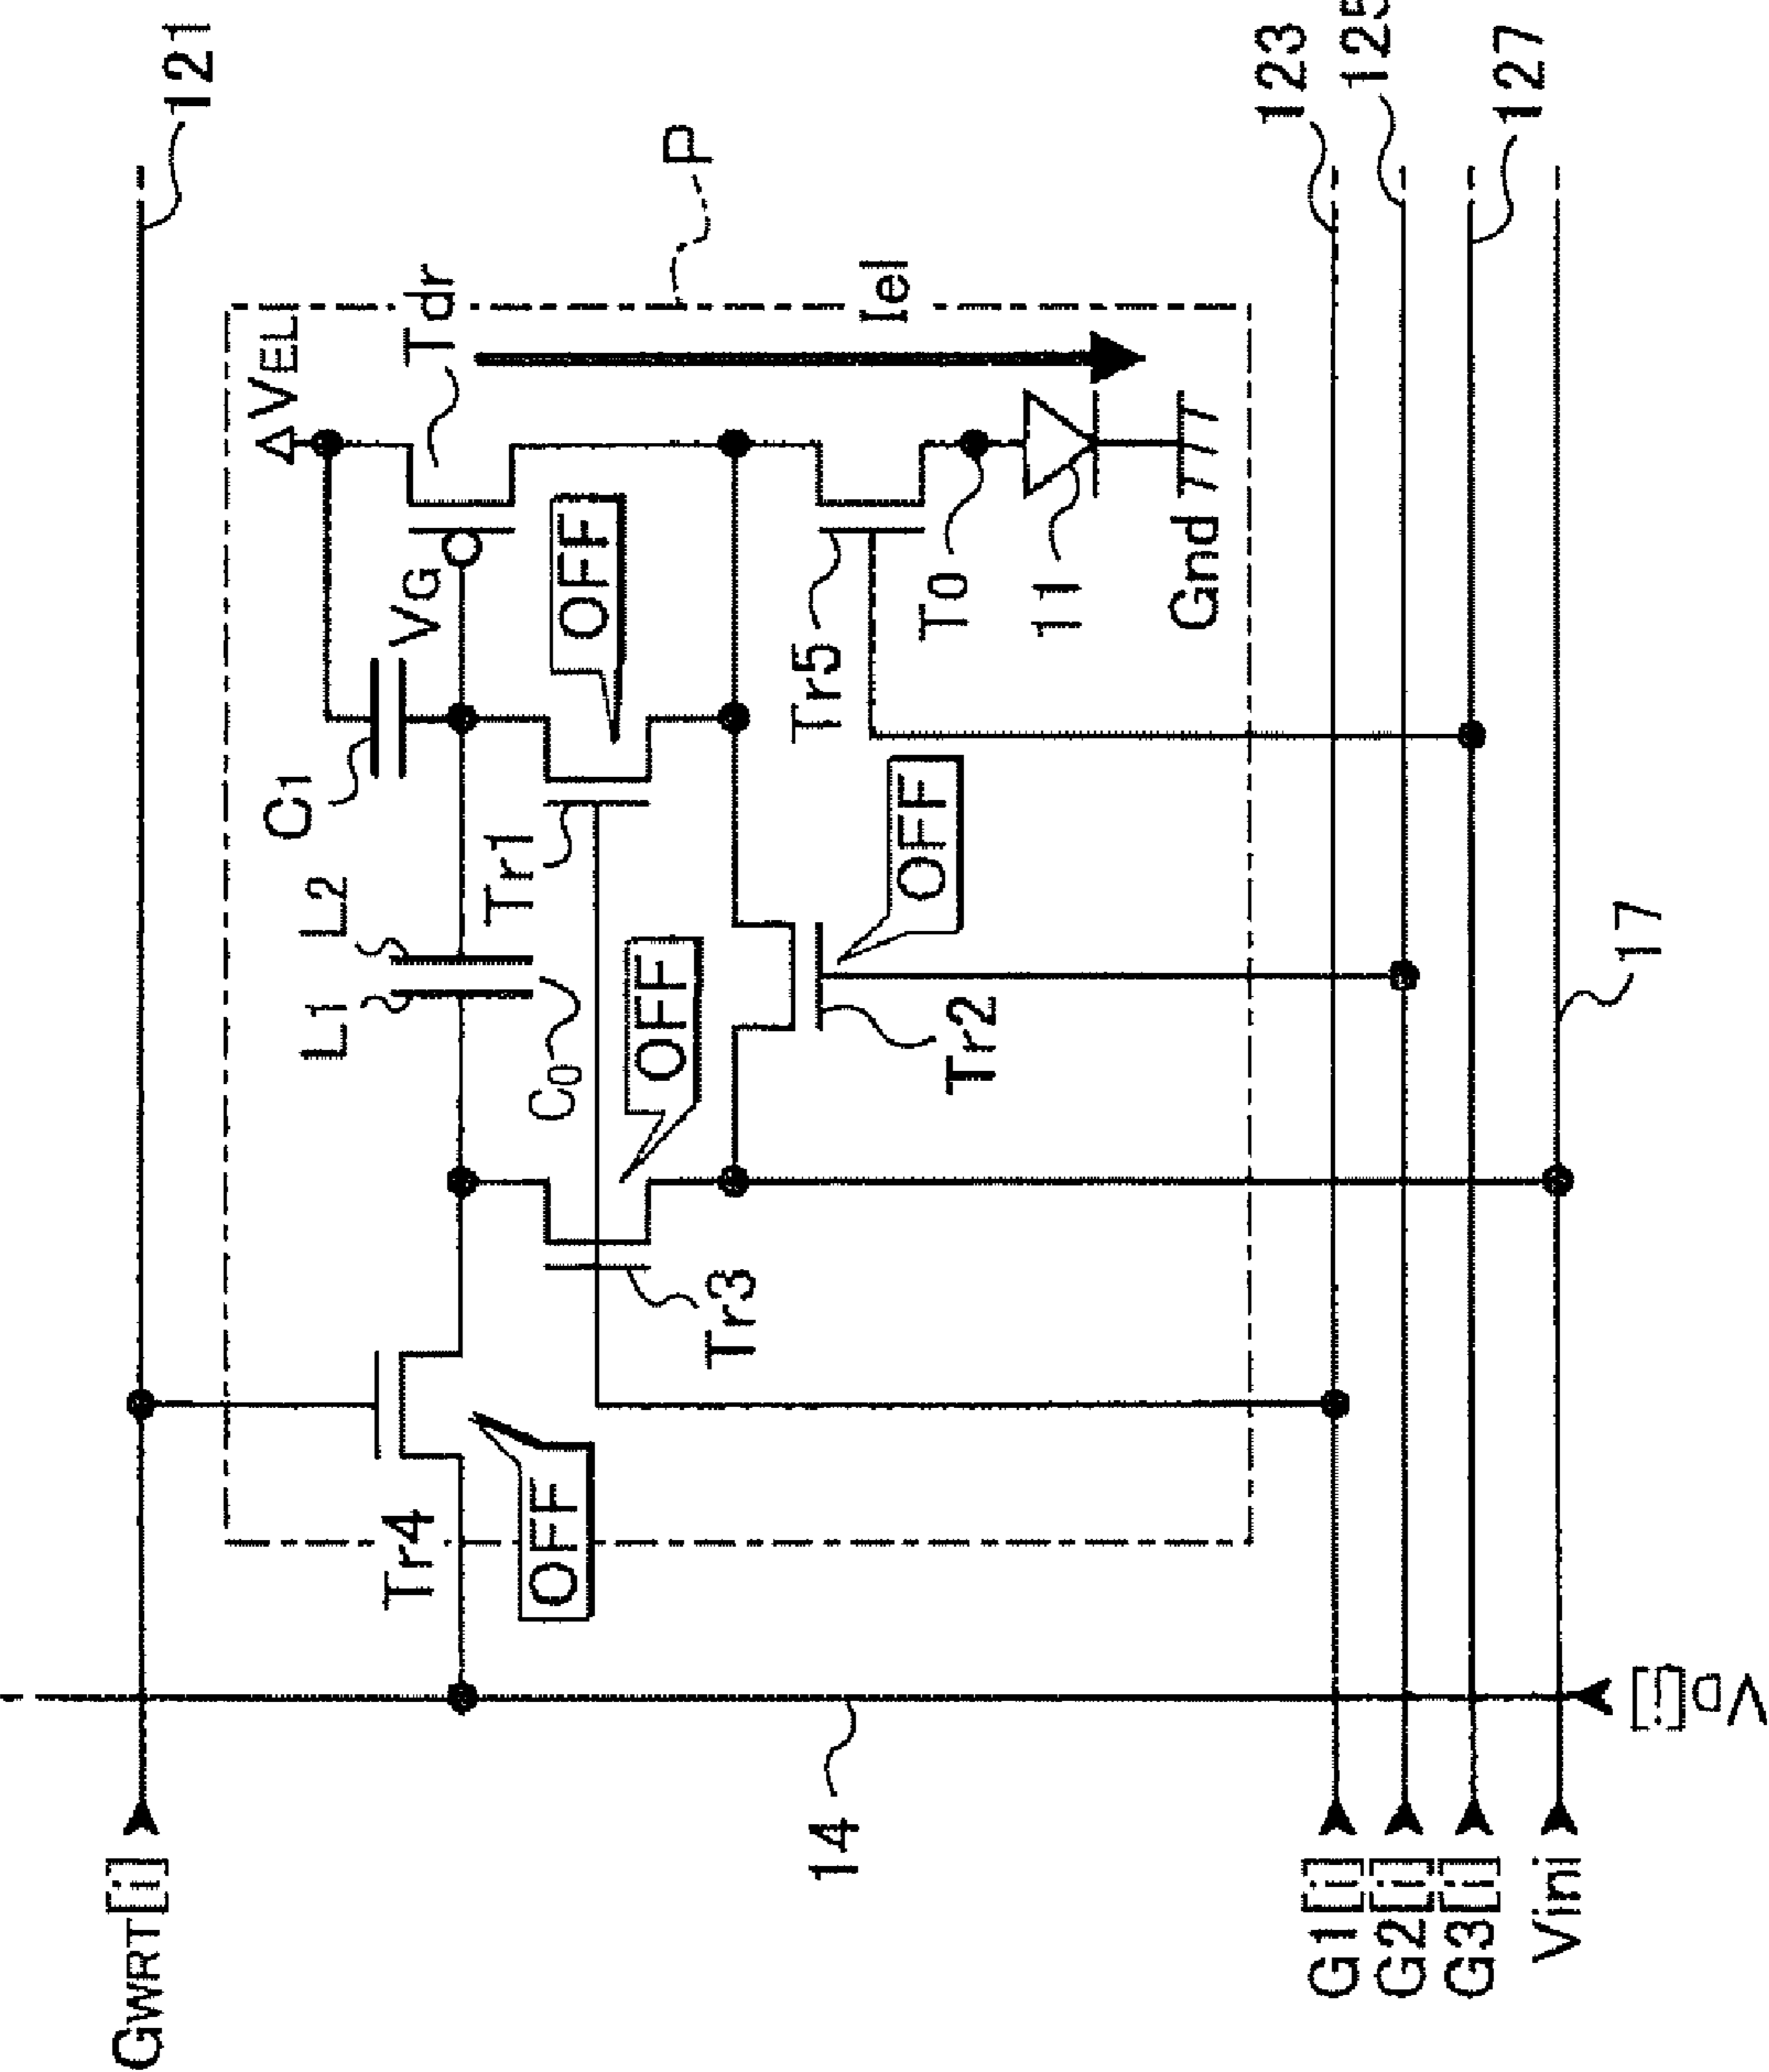 GWRT[i]
121
P
VEL
Tdr
Iel
C1
VG
L2
L1
Tr1
OFF
C0
OFF
Tr4
OFF
Tr3
Tr2
OFF
Tr5
T0
11
Gnd
14
123
125
127
17
G1[i]
G2[i]
G3[i]
Vini
VD[j]